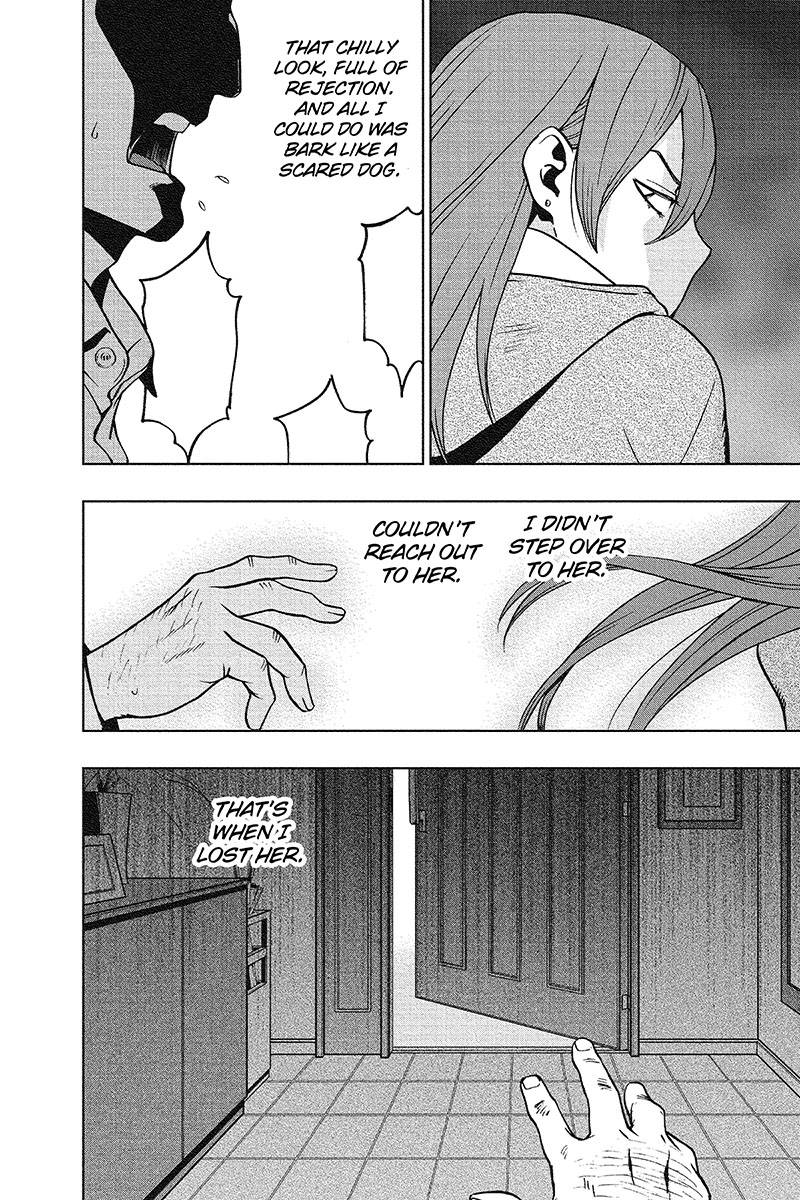 THAT CHILLY
LOOK, FULL OF
REJECTION.
AND ALL I
COULD DO WAS
BARK LIKE A
SCARED DOG.
I DIDN'T
STEP OVER
TO HER.
COULDN'T
REACH OUT
TO HER.
THAT'S
WHEN I
LOST HER.